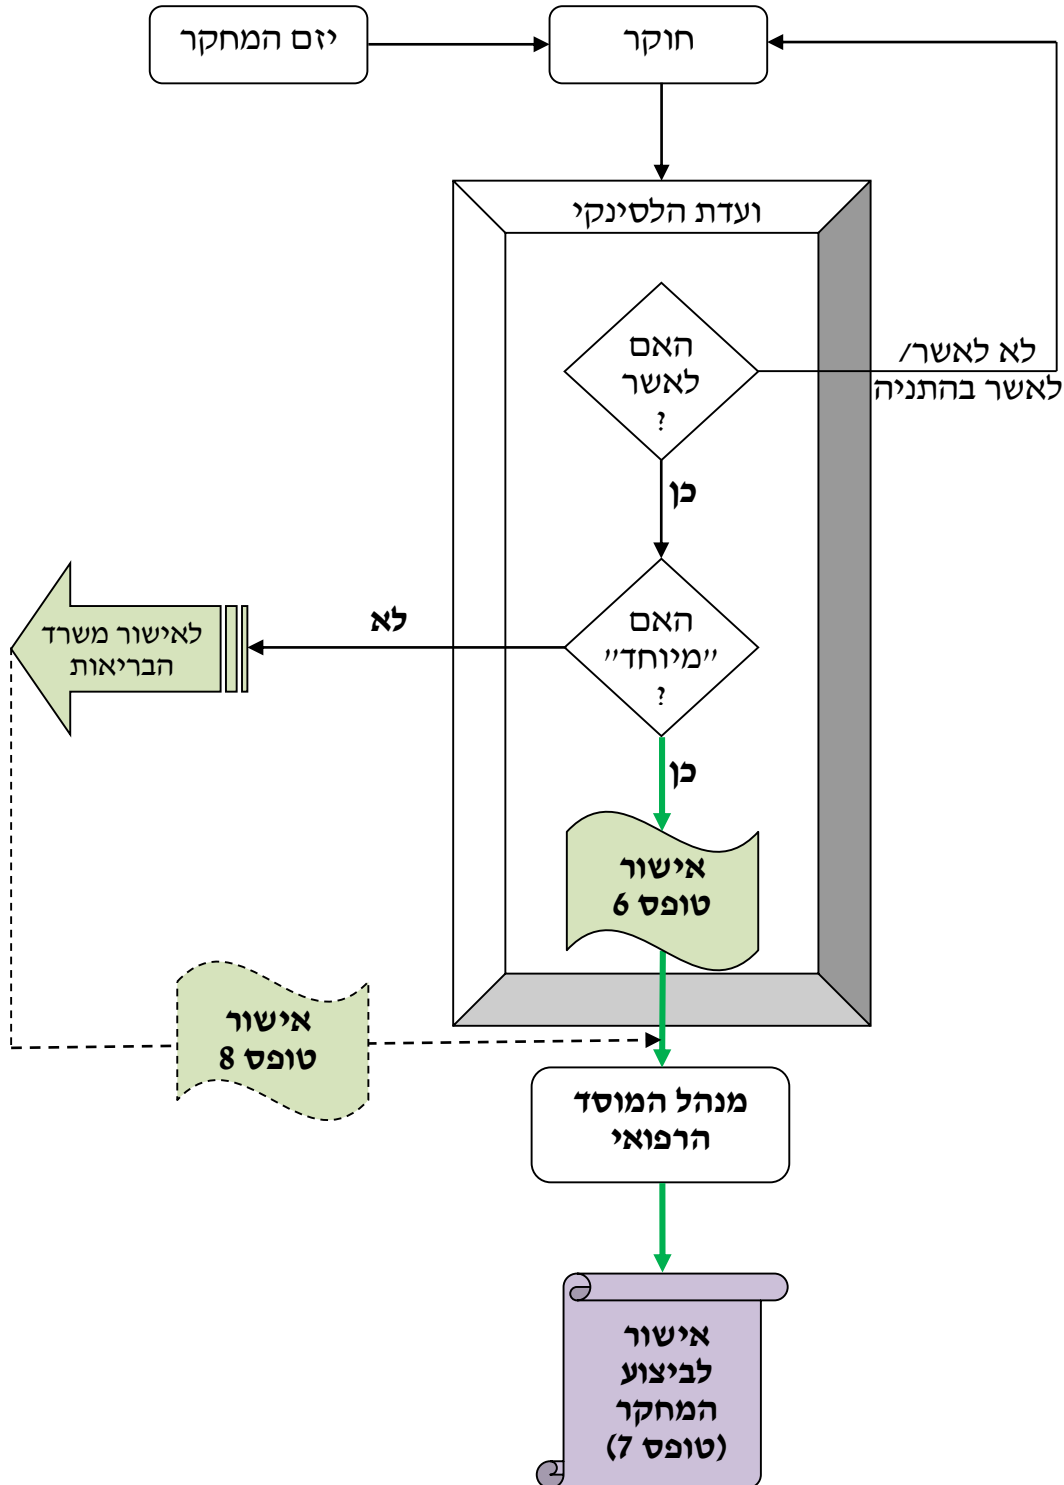 יזם המחקר
חוקר
ועדת הלסינקי
האם
לאשר
?
לא לאשר/
לאשר בהתניה
כן
האם
"מיוחד"
?
לא
לאישור משרד
הבריאות
כן
אישור
טופס 6
אישור
טופס 8
מנהל המוסד
הרפואי
אישור
לביצוע
המחקר
(טופס 7)